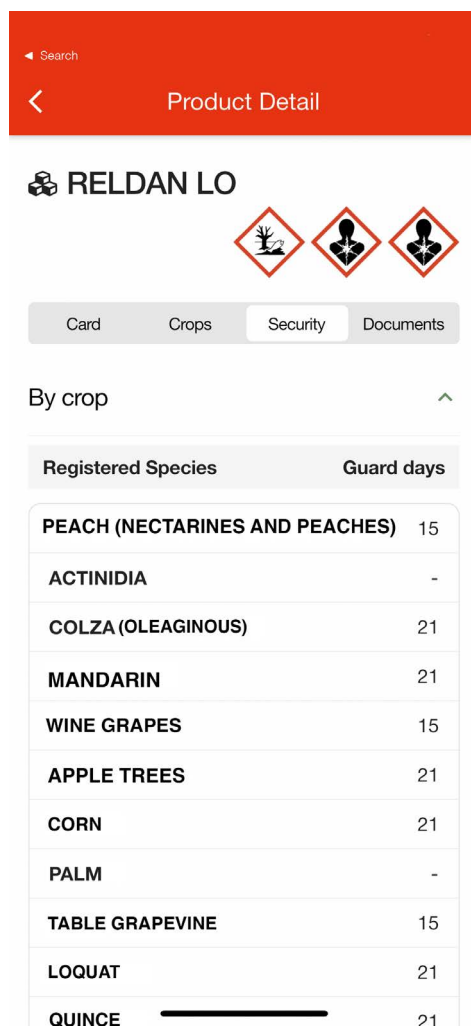 ◄ Search
Product Detail
RELDAN LO
Card Crops Security Documents
By crop
Registered Species Guard days
PEACH (NECTARINES AND PEACHES) 15
ACTINIDIA -
COLZA (OLEAGINOUS) 21
MANDARIN 21
WINE GRAPES 15
APPLE TREES 21
CORN 21
PALM -
TABLE GRAPEVINE 15
LOQUAT 21
QUINCE 21